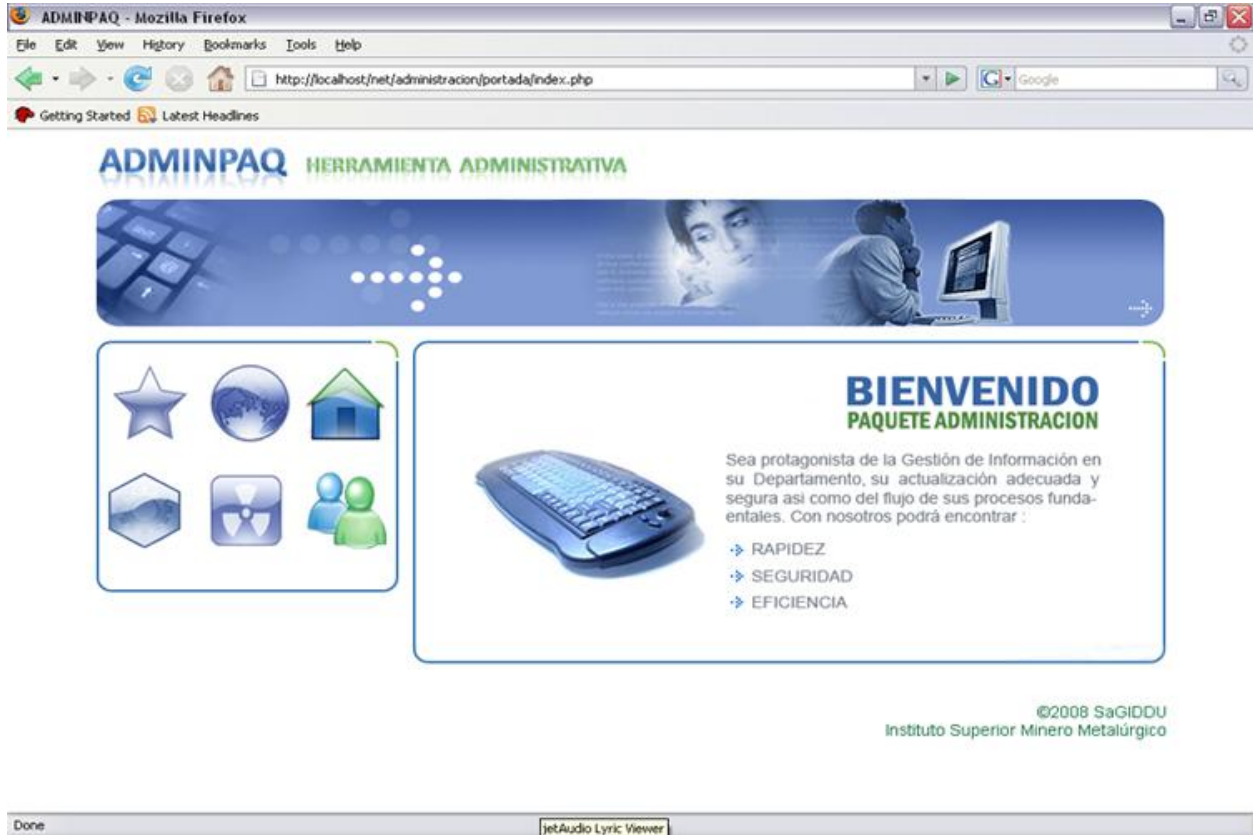 ADMINPAQ - Mozilla Firefox
File Edit View History Bookmarks Tools Help
http://localhost/net/administracion/portada/index.php
Google
Getting Started Latest Headlines
ADMINPAQ HERRAMIENTA ADMINISTRATIVA
BIENVENIDO
PAQUETE ADMINISTRACION
Sea protagonista de la Gestión de Información en
su Departamento, su actualización adecuada y
segura asi como del flujo de sus procesos funda-
entales. Con nosotros podrá encontrar :
RAPIDEZ
SEGURIDAD
EFICIENCIA
©2008 SaGIDDU
Instituto Superior Minero Metalúrgico
Done
jetAudio Lyric Viewer